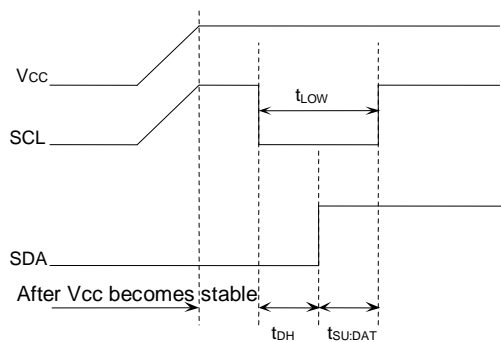 VCC
tLOW
SCL
SDA
After Vcc becomes stable
tDH
tSU:DAT